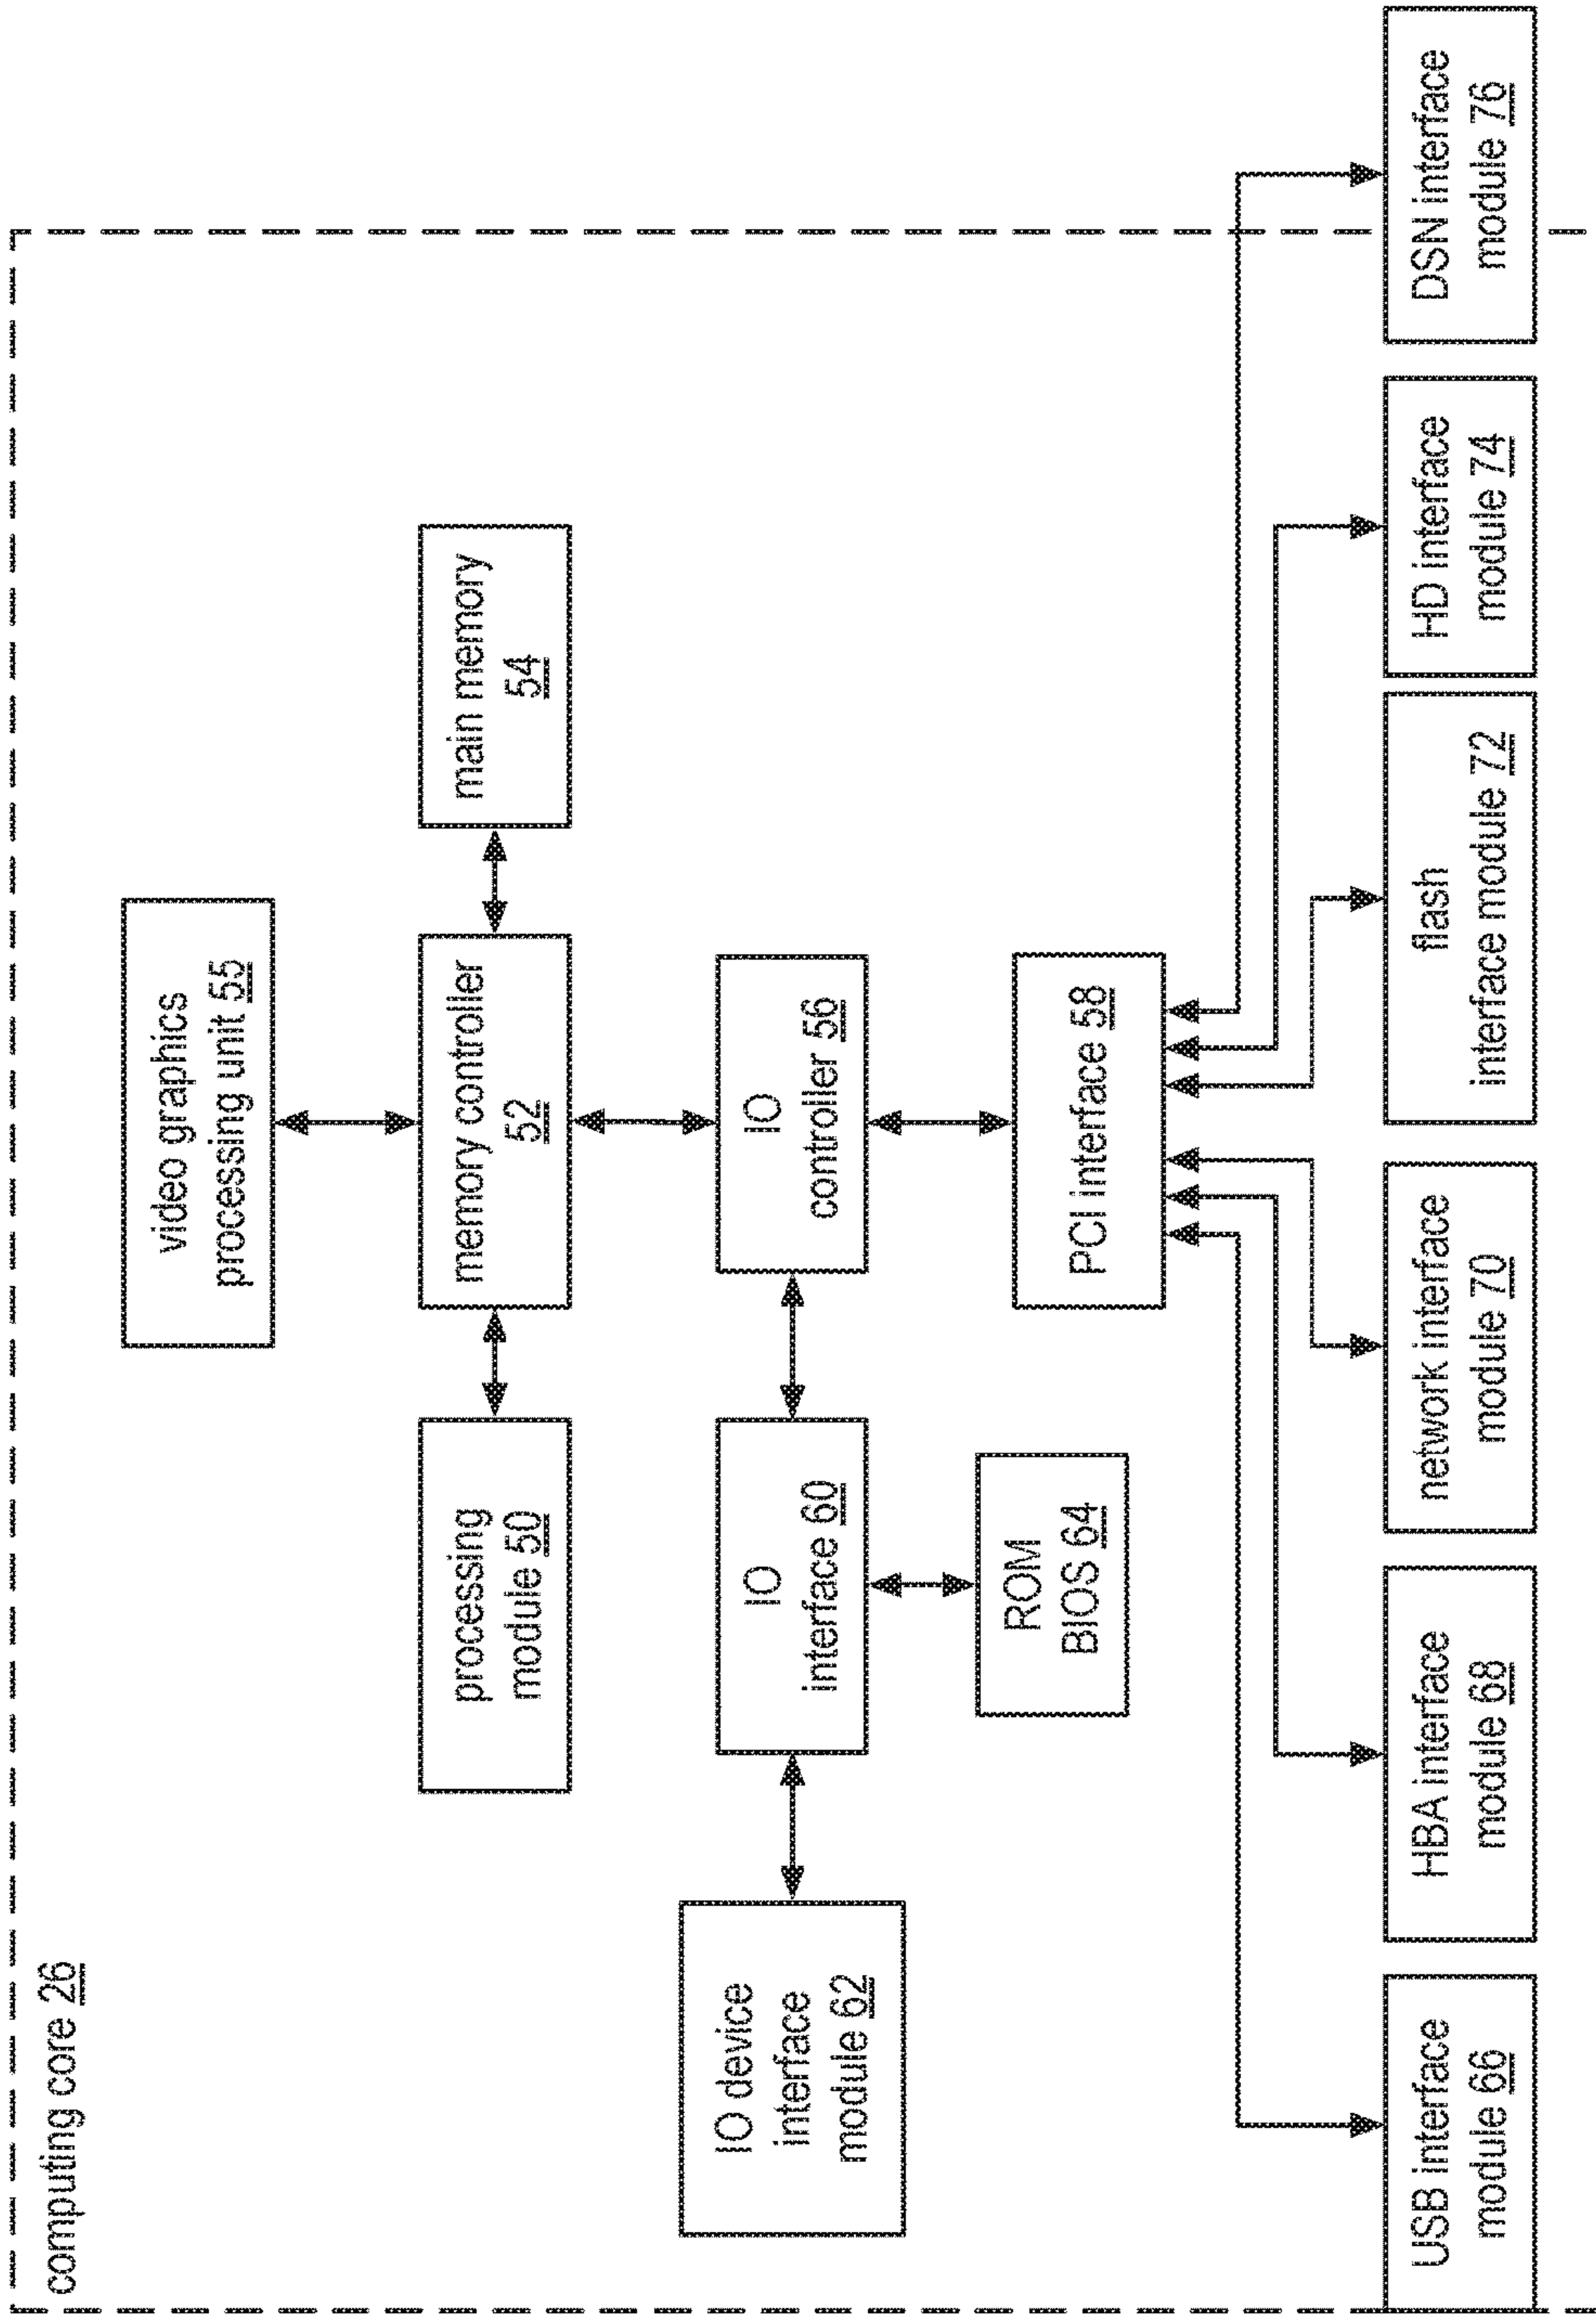 computing core 26
video graphics
processing unit 55
processing
module 50
memory controller
52
main memory
54
IO device
interface
module 62
IO
interface 60
IO
controller 56
ROM
BIOS 64
PCI interface 58
USB interface
module 66
HBA interface
module 68
network interface
module 70
flash
interface module 72
HD interface
module 74
DSN interface
module 76